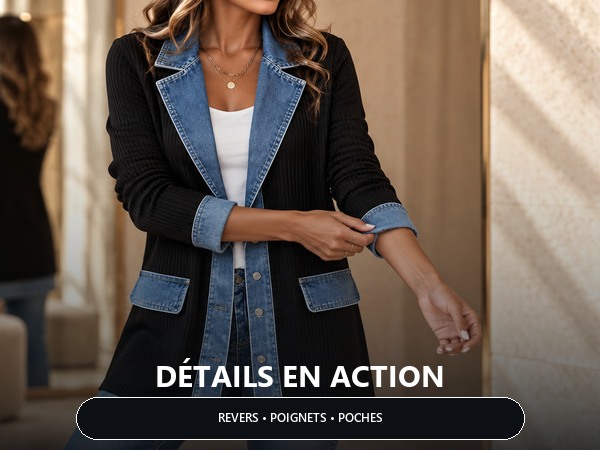 DÉTAILS EN ACTION
REVERS • POIGNETS • POCHES